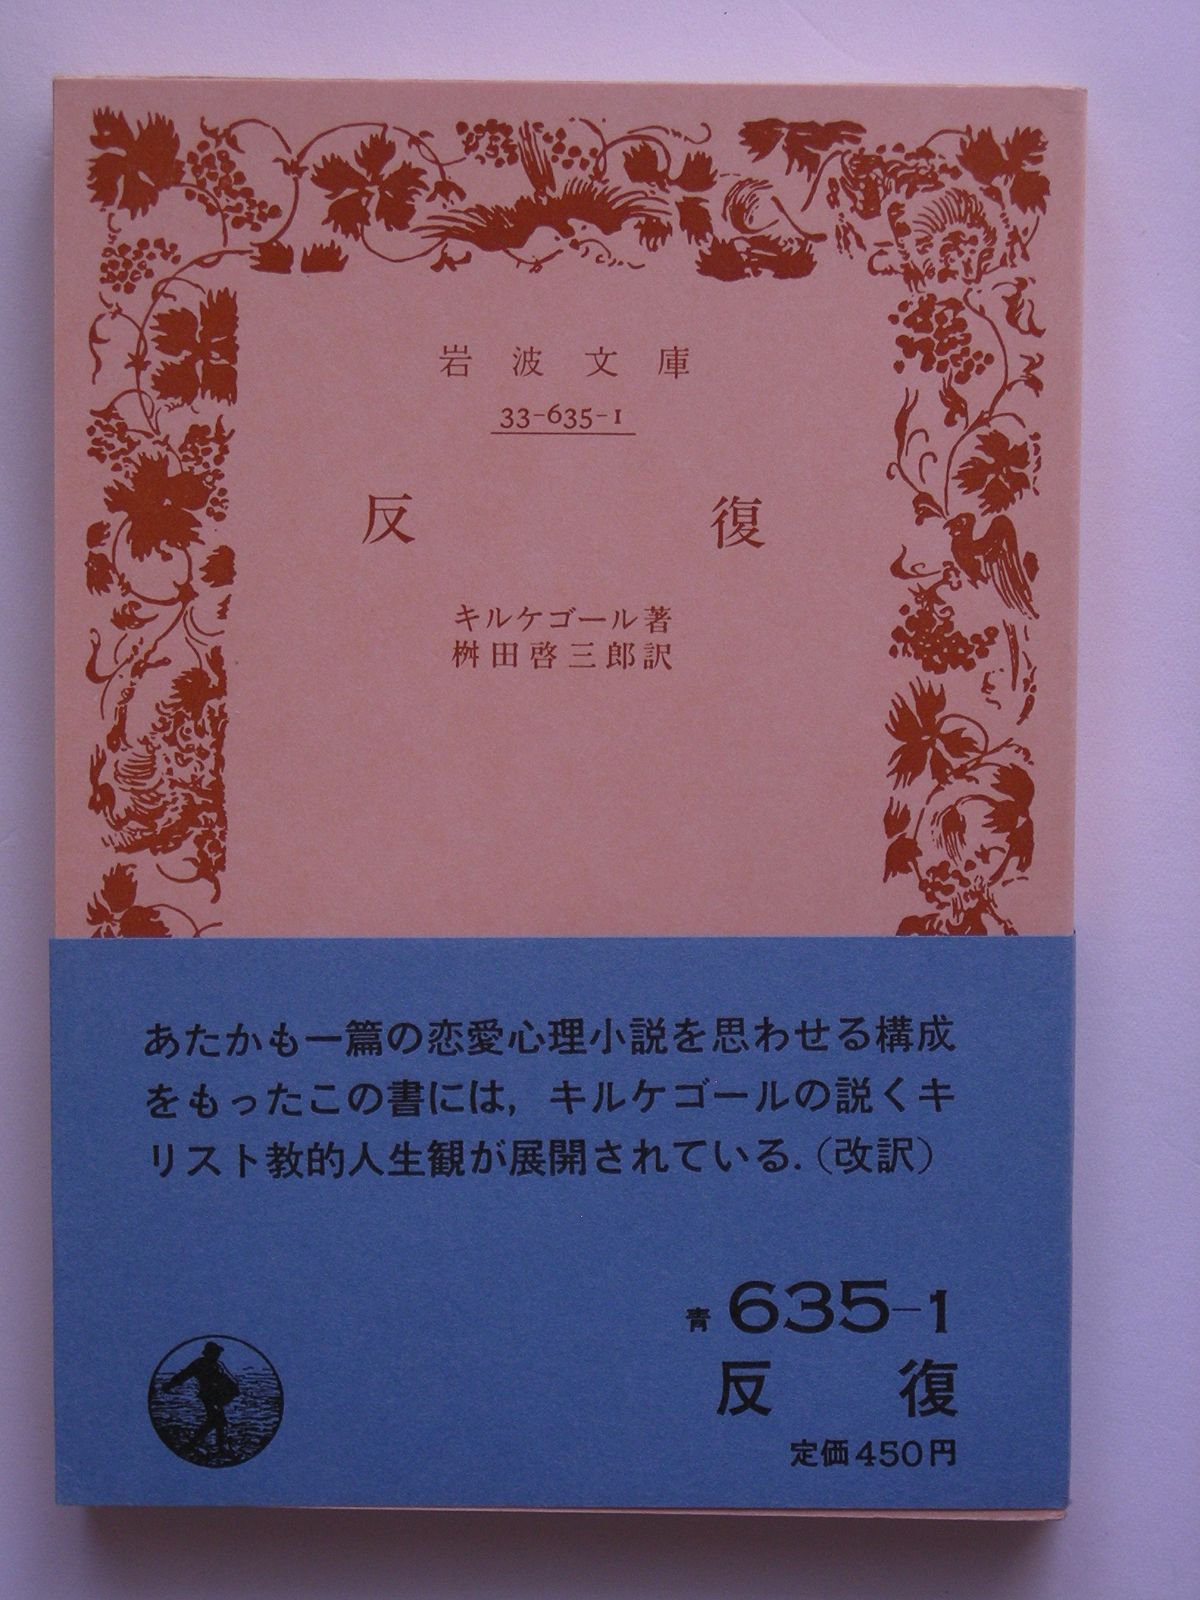 岩波文庫
33-635-1
反復
キルケゴール著
桝田啓三郎訳
あたかも一篇の恋愛心理小説を思わせる構成
をもったこの書には，キルケゴールの説くキ
リスト教的人生観が展開されている．（改訳）
青 635-1
反復
定価450円